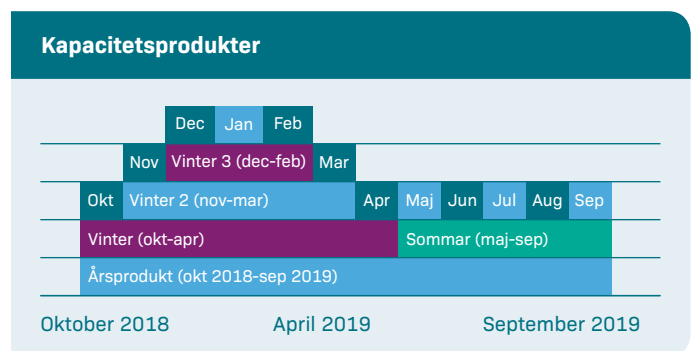 Kapacitetsprodukter
Dec Jan Feb
Nov Vinter 3 (dec-feb) Mar
Okt Vinter 2 (nov-mar) Apr Maj Jun Jul Aug Sep
Vinter (okt-apr) Sommar (maj-sep)
Årsprodukt (okt 2018-sep 2019)
Oktober 2018 April 2019 September 2019